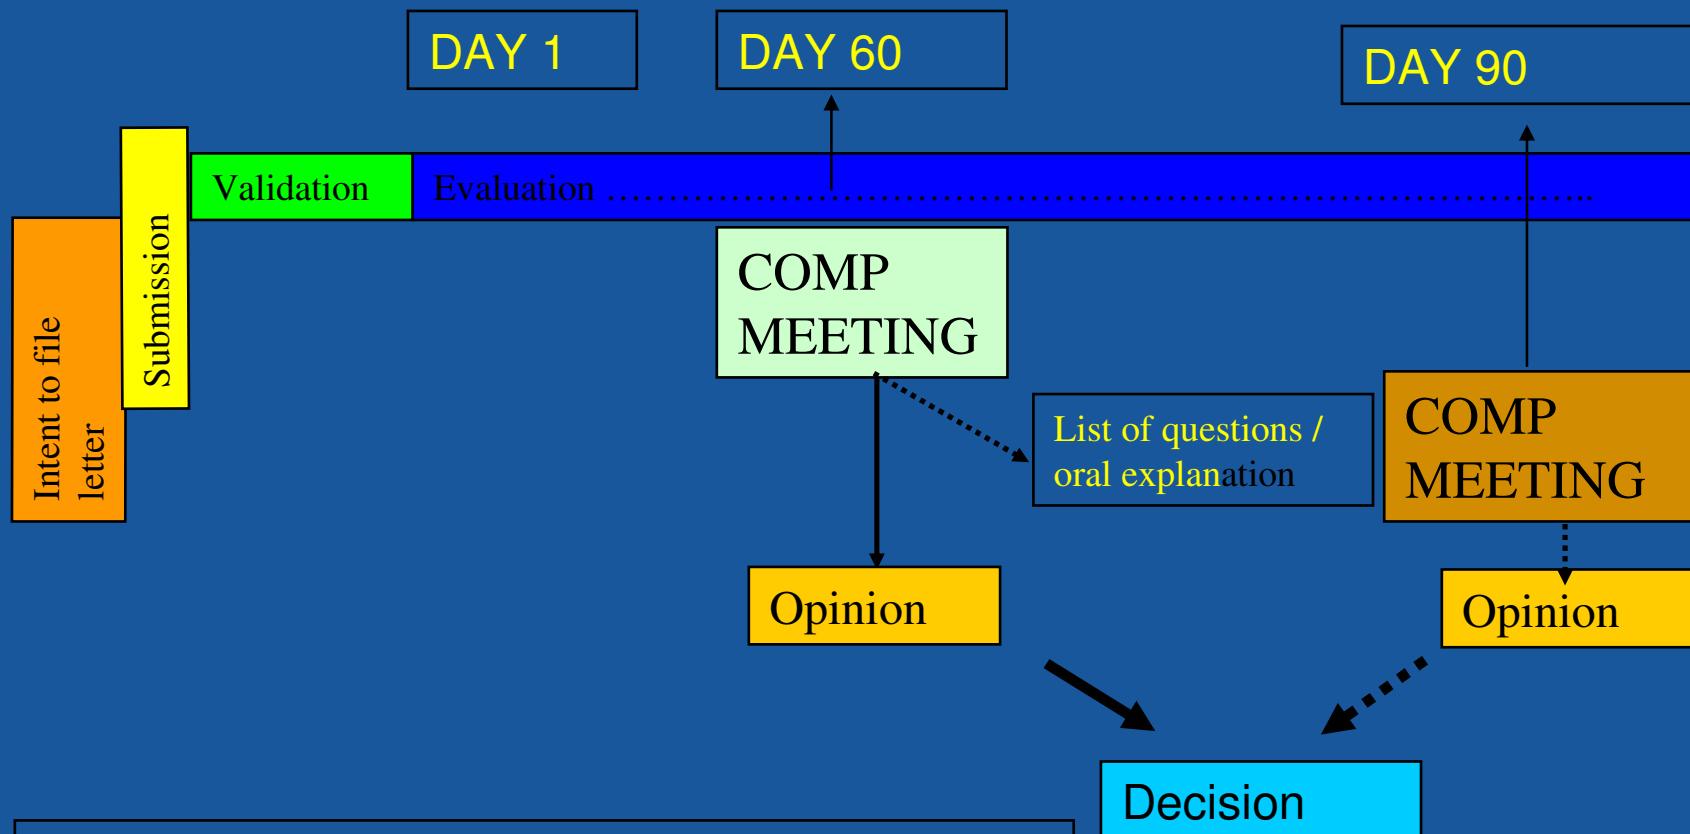 DAY 1
DAY 60
DAY 90
Intent to file
letter
Submission
Validation
Evaluation ……………………………………………………………………..
COMP
MEETING
List of questions /
oral explanation
COMP
MEETING
Opinion
Opinion
Decision